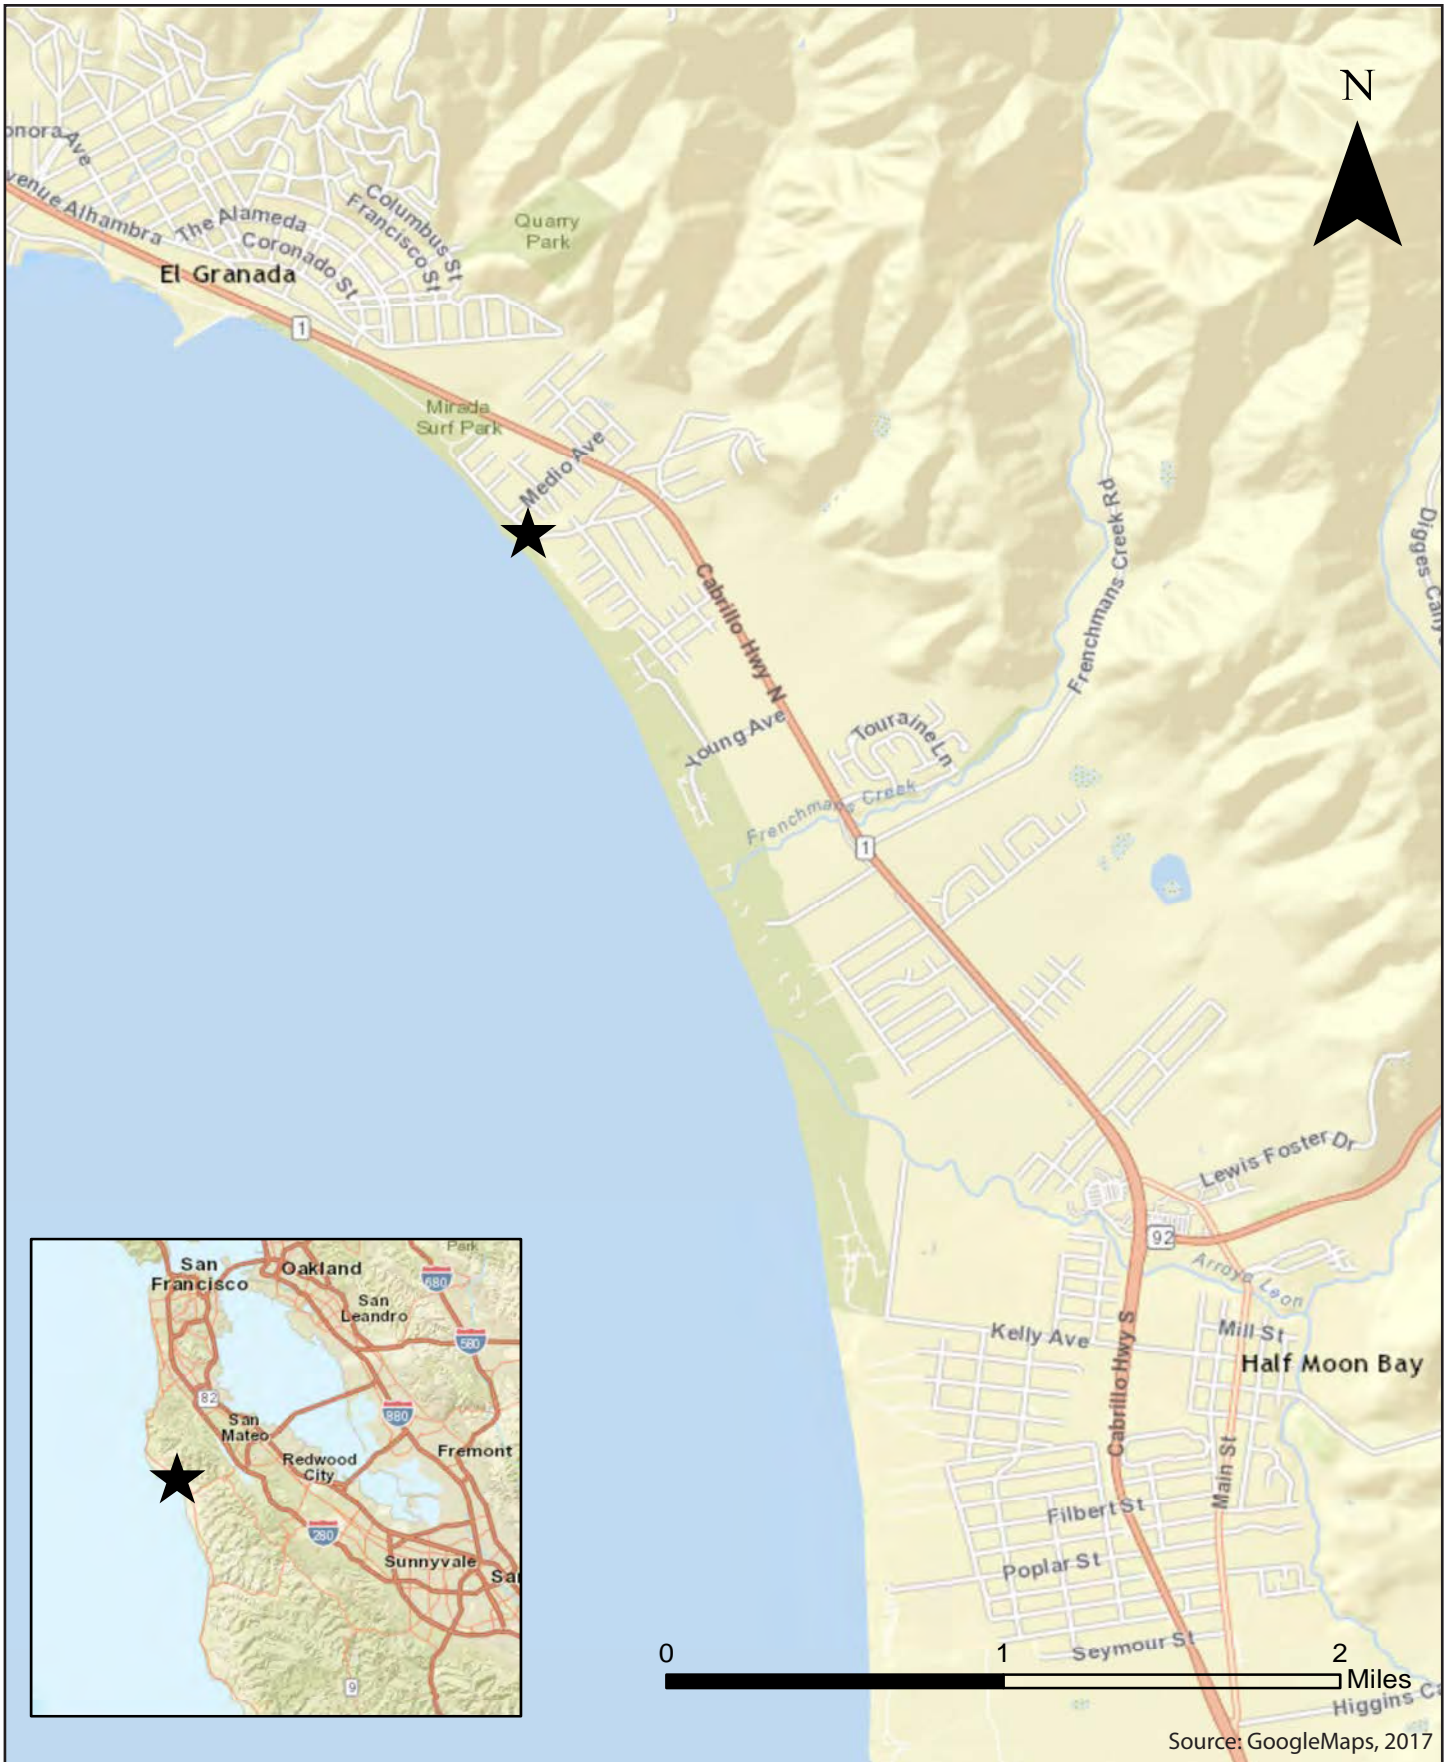 N
onora Ave
venue Alhambra
The Alameda
Columbus St
Francisco St
Coronado St
El Granada
Quarry
Park
1
Mirada
Surf Park
Medio Ave
Cabrillo Hwy N
Frenchmans Creek Rd
Digges Cany
Young Ave
Touraine Ln
Frenchmans Creek
1
Lewis Foster Dr
92
Arroyo Leon
Kelly Ave
Mill St
Half Moon Bay
Cabrillo Hwy S
Main St
Filbert St
Poplar St
Seymour St
Higgins Ca
Park
San
Francisco
Oakland
680
San
Leandro
580
82
880
San
Mateo
Redwood
City
Fremont
280
Sunnyvale
Sa
9
0 1 2
Miles
Source: GoogleMaps, 2017